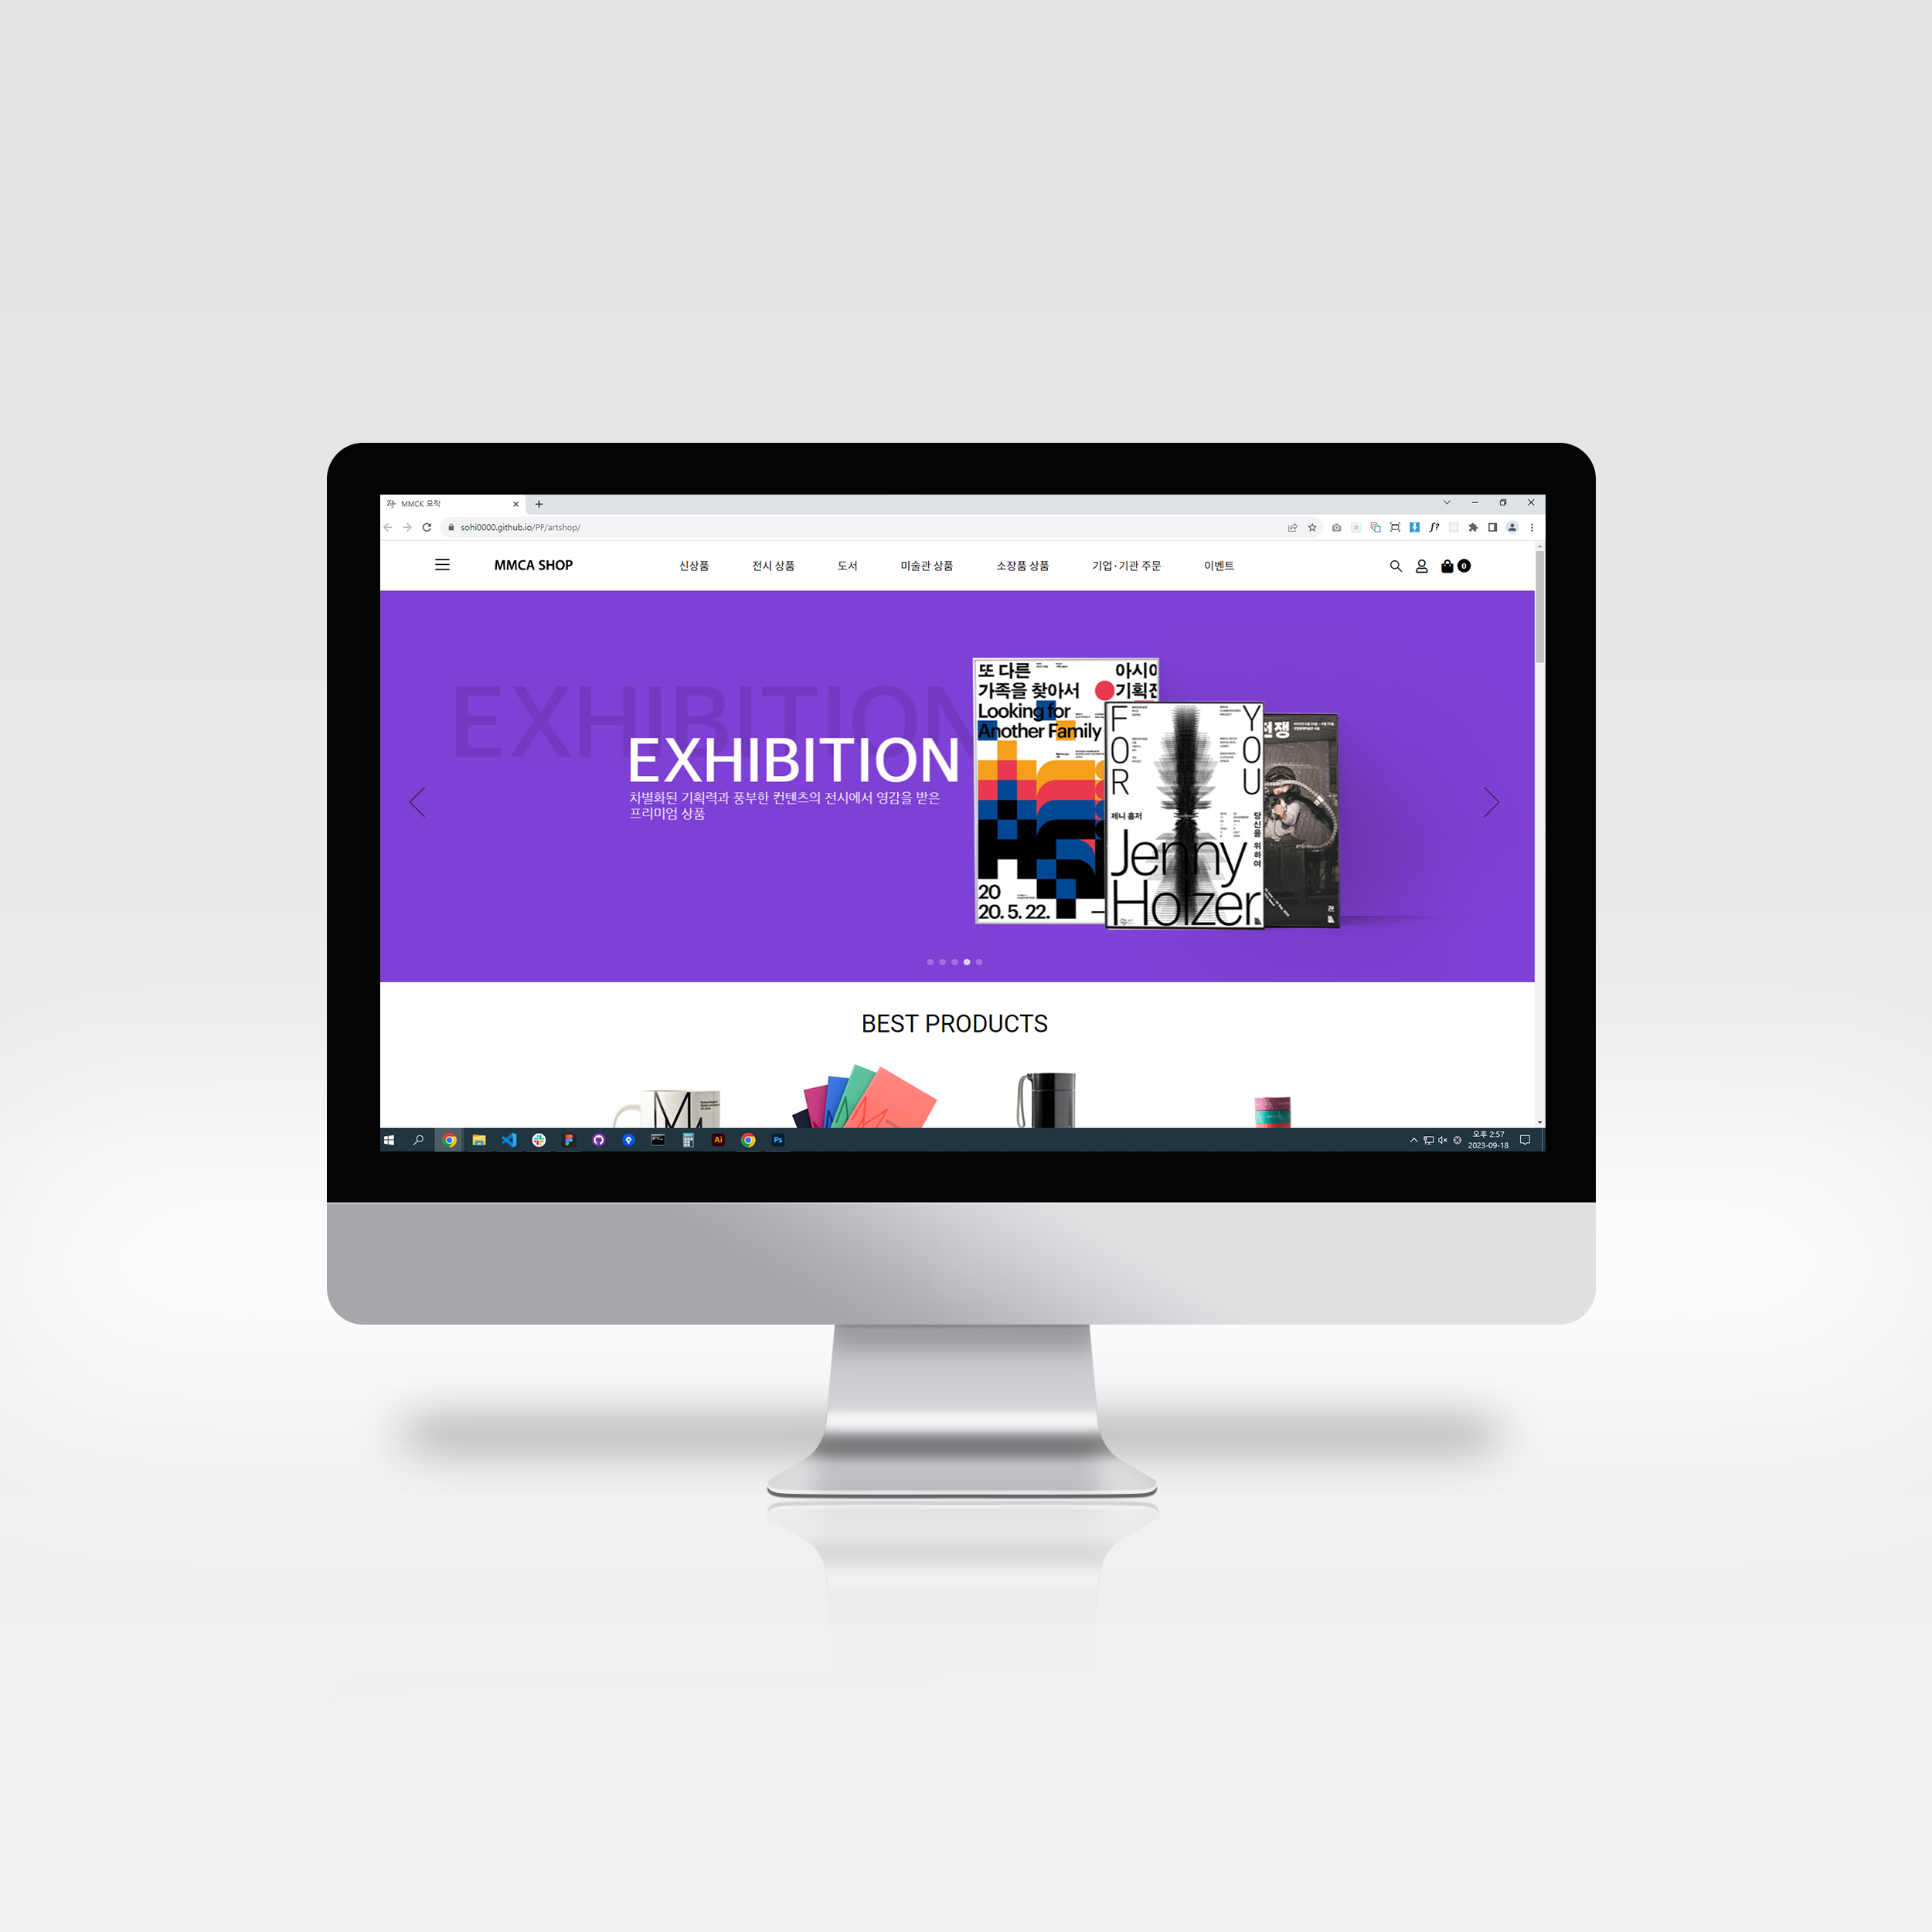 MMCK 모작
sohi0000.github.io/PF/artshop/
f?
MMCA SHOP
신상품
전시 상품
도서
미술관 상품
소장품 상품
기업·기관 주문
이벤트
0
EXHIBITION
EXHIBITION
차별화된 기획력과 풍부한 컨텐츠의 전시에서 영감을 받은
프리미엄 상품
또 다른
가족을 찾아서
Looking for
Another Family
아시아
기획전
20
20. 5. 22.
FOR
YOU
제니 홀저
당신을 위하여
Jenny
Holzer
전쟁
BEST PRODUCTS
M
Ai
Ps
오후 2:57
2023-09-18